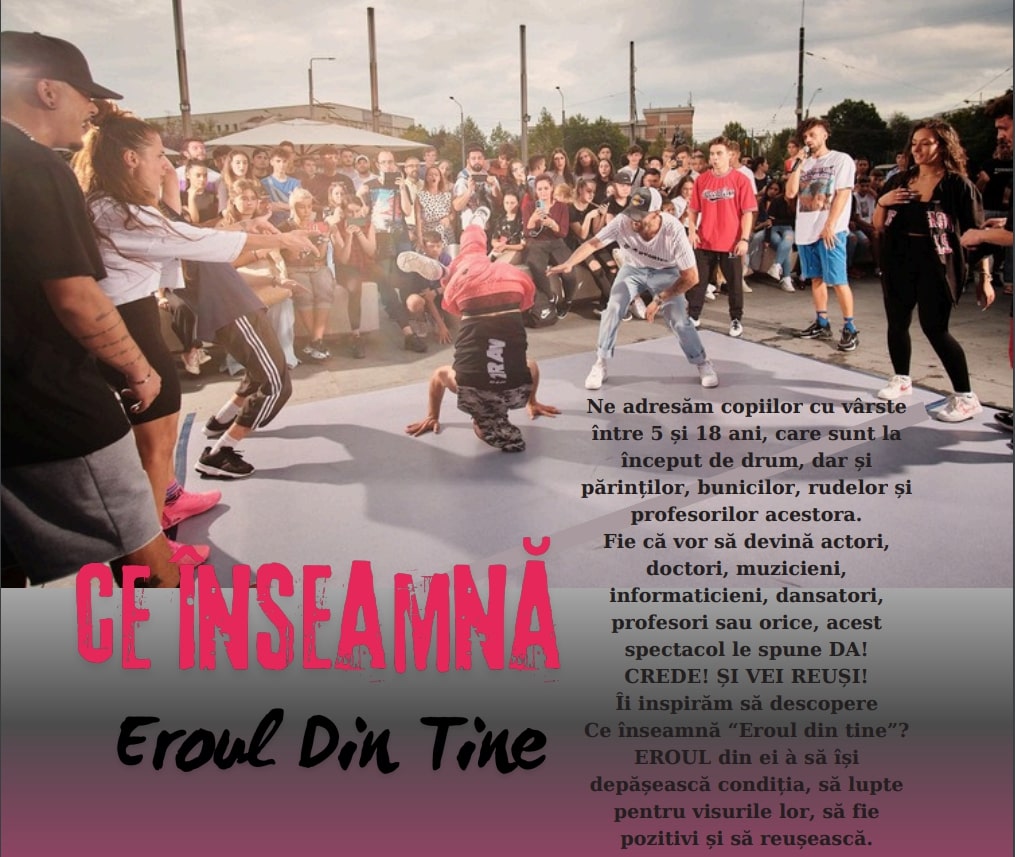 CE ÎNSEAMNĂ
Eroul Din Tine
Ne adresăm copiilor cu vârste
între 5 și 18 ani, care sunt la
început de drum, dar și
părinților, bunicilor, rudelor și
profesorilor acestora.
Fie că vor să devină actori,
doctori, muzicieni,
informaticieni, dansatori,
profesori sau orice, acest
spectacol le spune DA!
CREDE! ȘI VEI REUȘI!
Îi inspirăm să descopere
Ce înseamnă “Eroul din tine”?
EROUL din ei à să își
depășească condiția, să lupte
pentru visurile lor, să fie
pozitivi și să reușească.